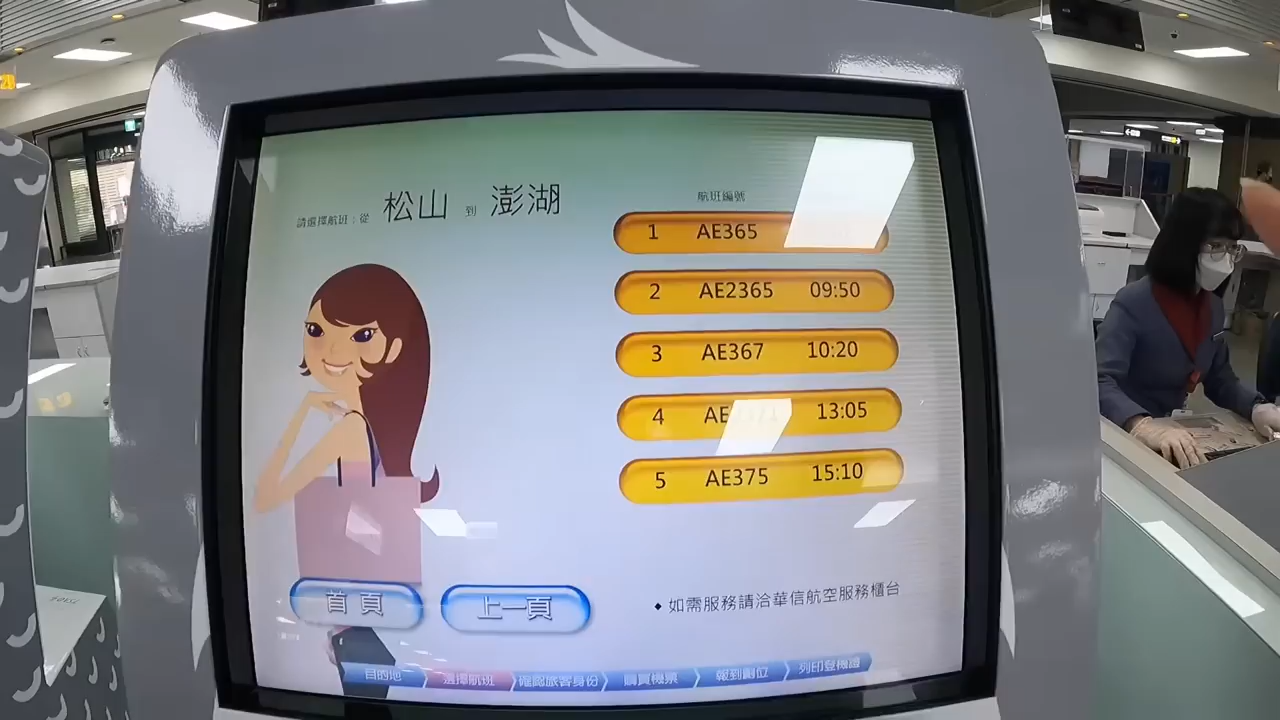 請選擇航班：從 松山 到 澎湖
航班編號
1 AE365
2 AE2365 09:50
3 AE367 10:20
4 13:05
5 AE375 15:10
首頁
上一頁
◆ 如需服務請洽華信航空服務櫃台
目的地 選擇航班 確認旅客身份 購買機票 報到劃位 列印登機證